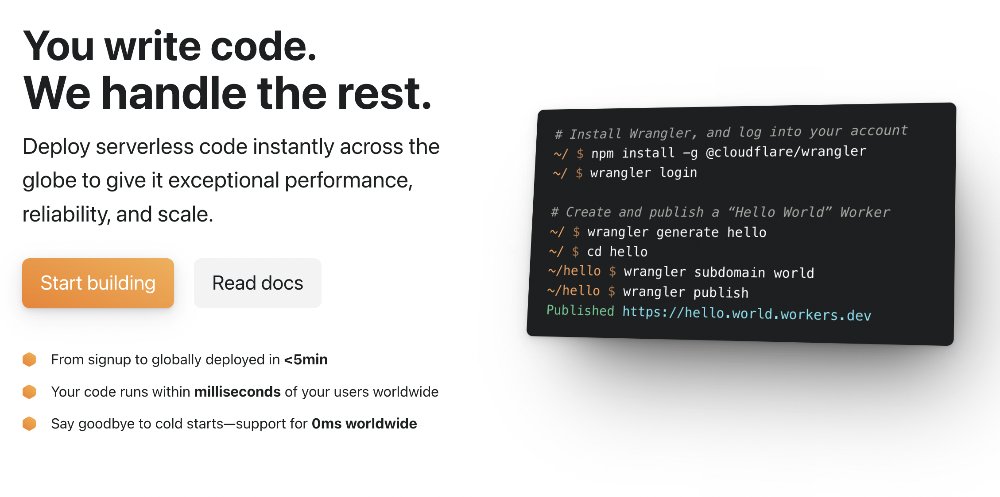 You write code.
We handle the rest.
Deploy serverless code instantly across the
globe to give it exceptional performance,
reliability, and scale.
Start building
Read docs
From signup to globally deployed in <5min
Your code runs within milliseconds of your users worldwide
Say goodbye to cold starts—support for 0ms worldwide
# Install Wrangler, and log into your account
~/ $ npm install -g @cloudflare/wrangler
~/ $ wrangler login
# Create and publish a “Hello World” Worker
~/ $ wrangler generate hello
~/ $ cd hello
~/hello $ wrangler subdomain world
~/hello $ wrangler publish
Published https://hello.world.workers.dev